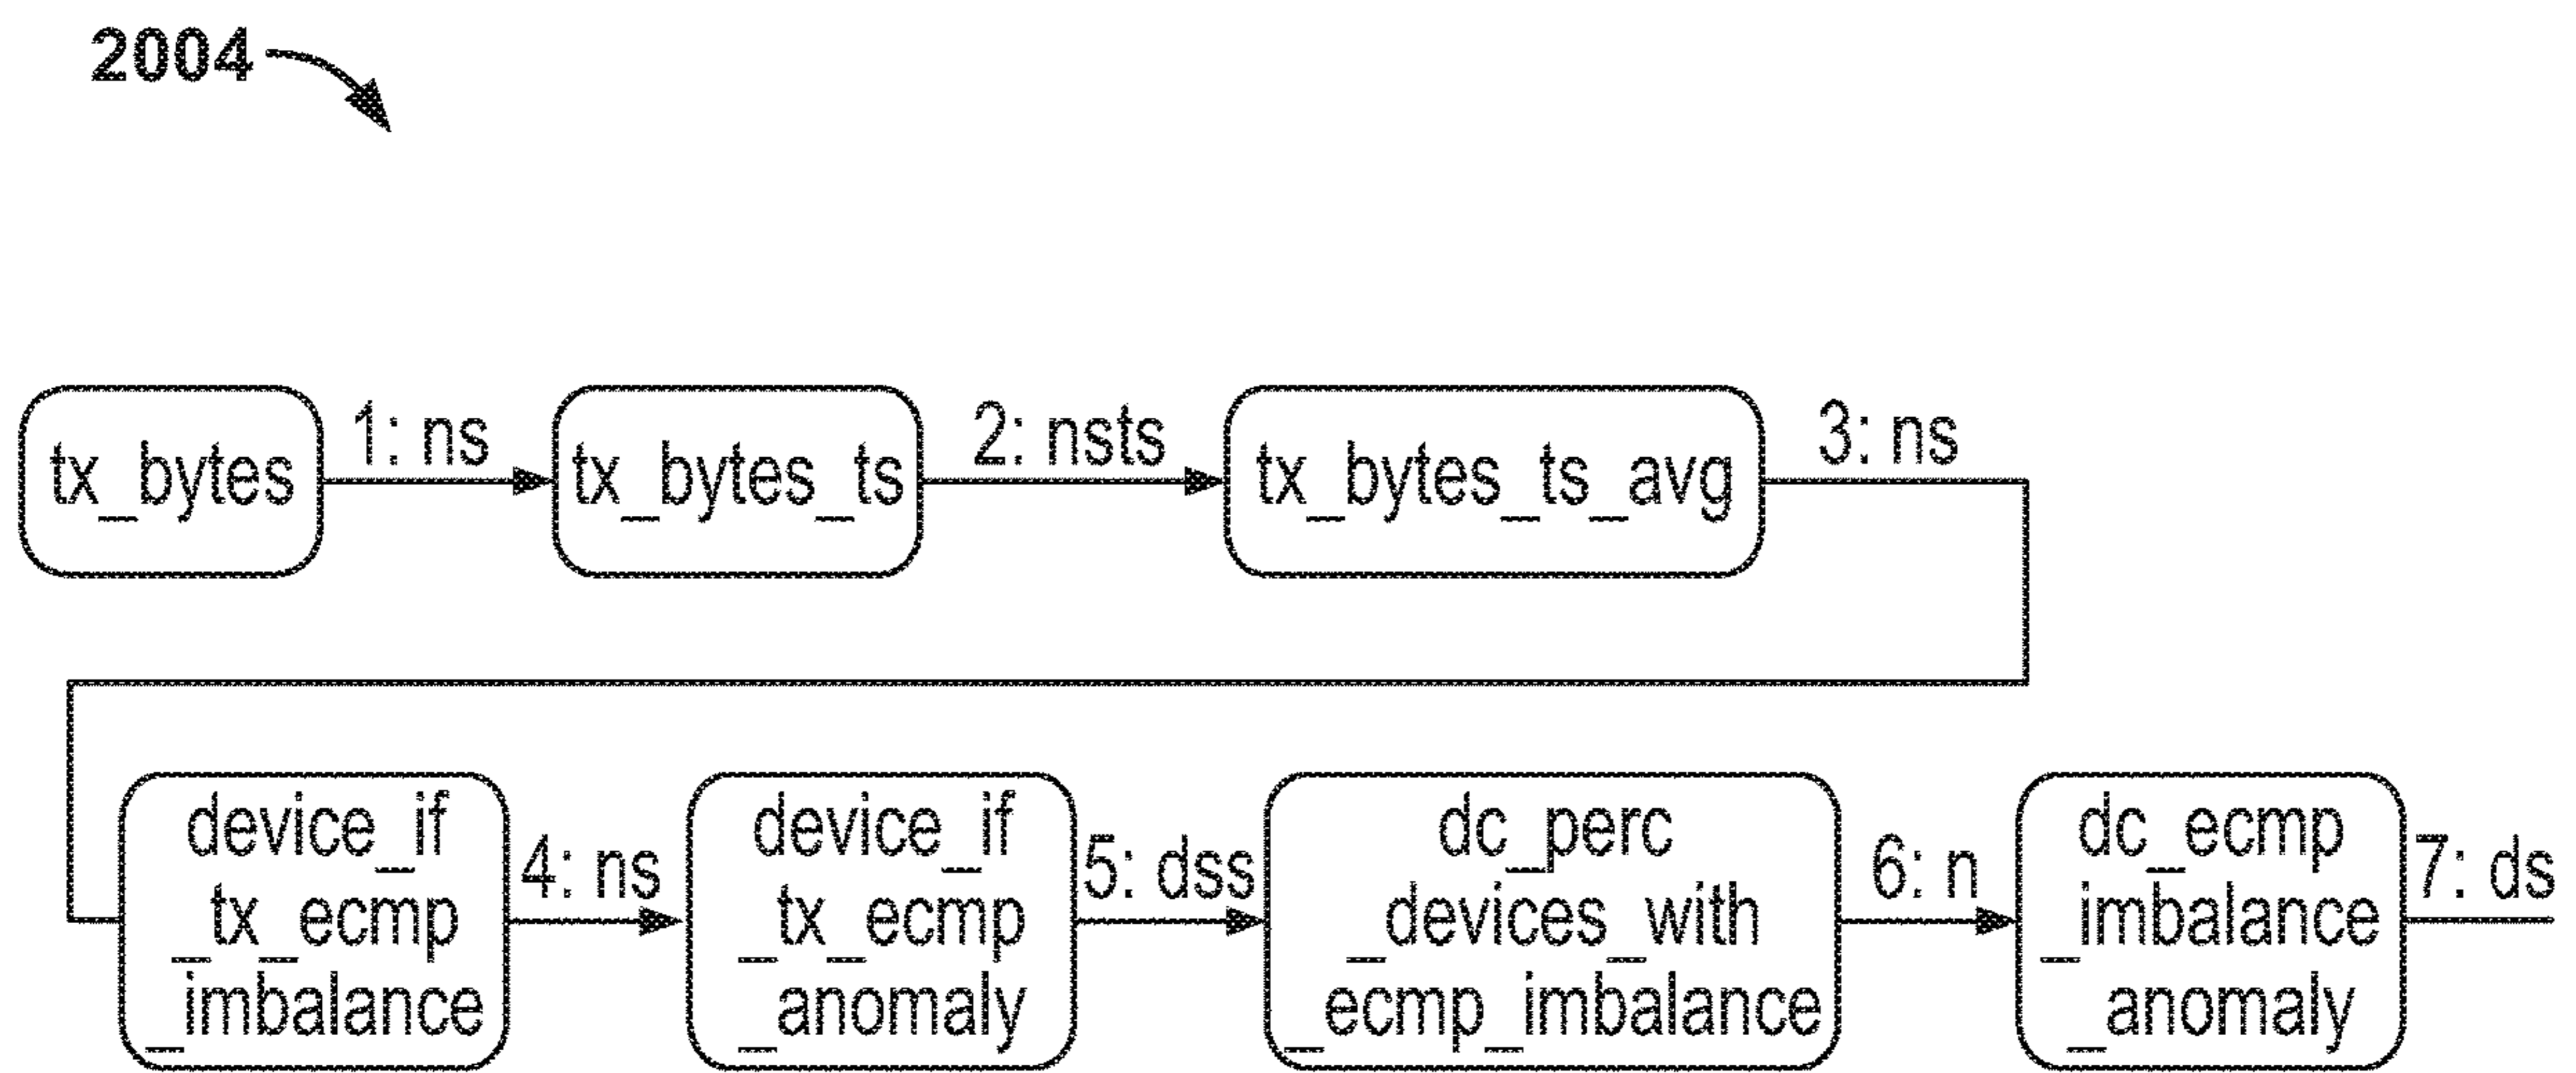 2004
tx_bytes
1: ns
tx_bytes_ts
2: nsts
tx_bytes_ts_avg
3: ns
device_if
_tx_ecmp
_imbalance
4: ns
device_if
_tx_ecmp
_anomaly
5: dss
dc_perc
_devices_with
_ecmp_imbalance
6: n
dc_ecmp
_imbalance
_anomaly
7: ds